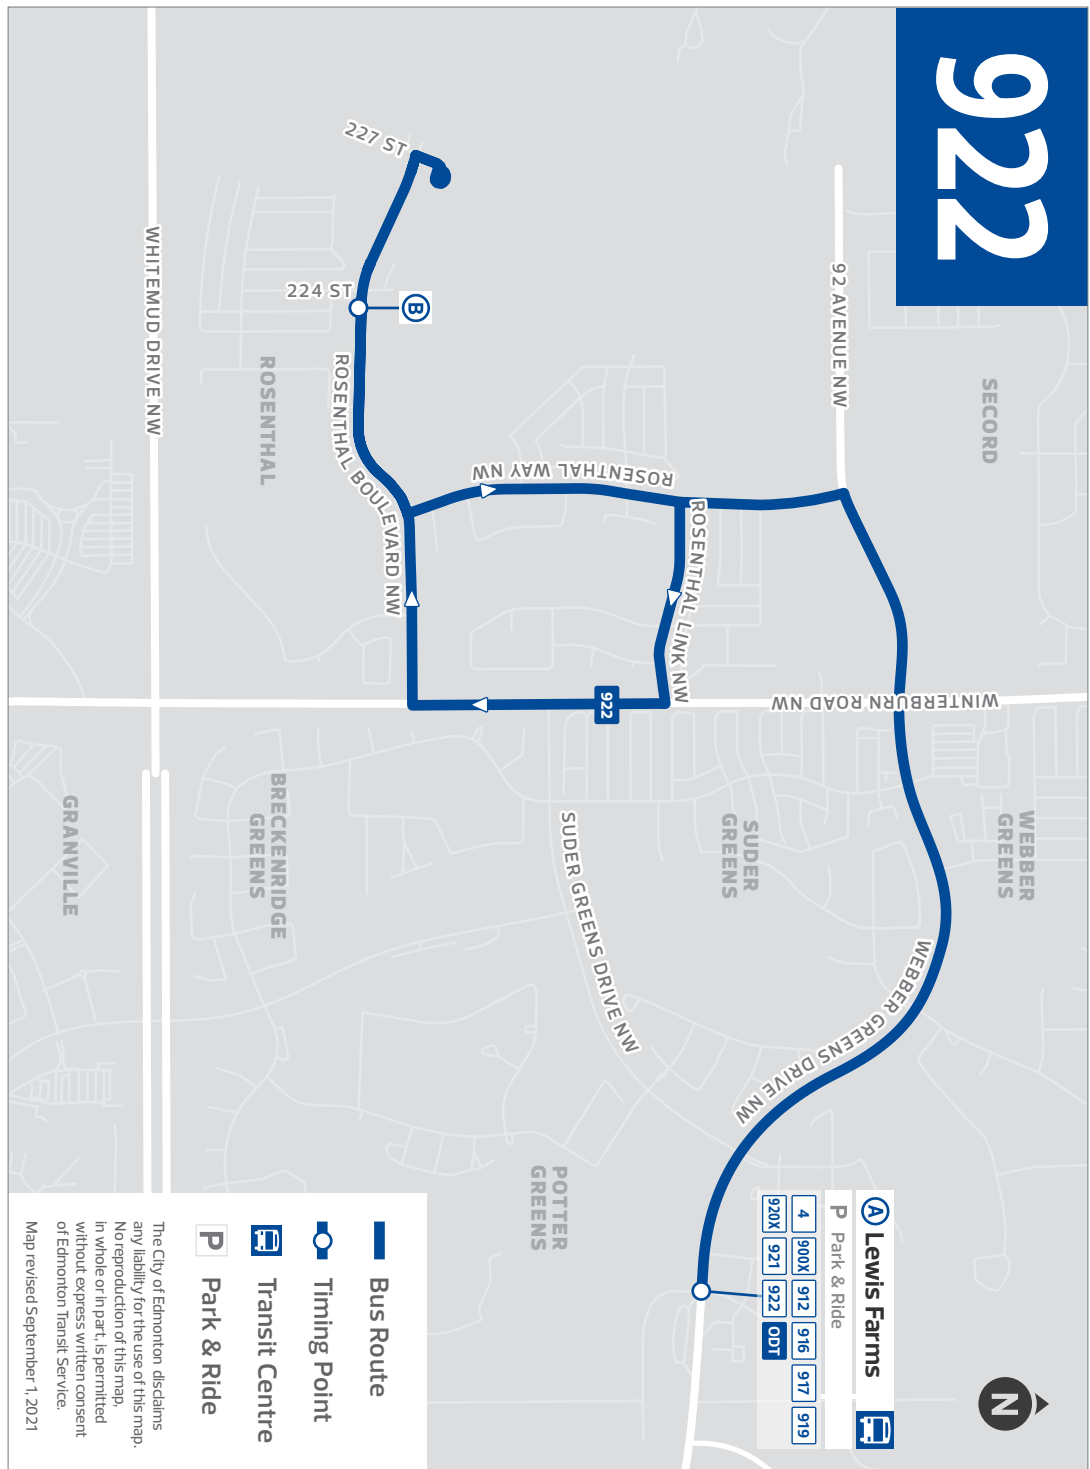 922
SECORD
92 AVENUE NW
227 ST
224 ST
B
ROSENTHAL
WHITEMUD DRIVE NW
ROSENTHAL BOULEVARD NW
ROSENTHAL WAY NW
ROSENTHAL LINK NW
922
WINTERBURN ROAD NW
WEBBER
GREENS
SUDER
GREENS
BRECKENRIDGE
GREENS
GRANVILLE
SUDER GREENS DRIVE NW
WEBBER GREENS DRIVE NW
POTTER
GREENS
A Lewis Farms
P Park & Ride
4 900X 912 916 917 919
920X 921 922 ODT
N
Bus Route
Timing Point
Transit Centre
P Park & Ride
The City of Edmonton disclaims
any liability for the use of this map.
No reproduction of this map,
in whole or in part, is permitted
without express written consent
of Edmonton Transit Service.
Map revised September 1, 2021